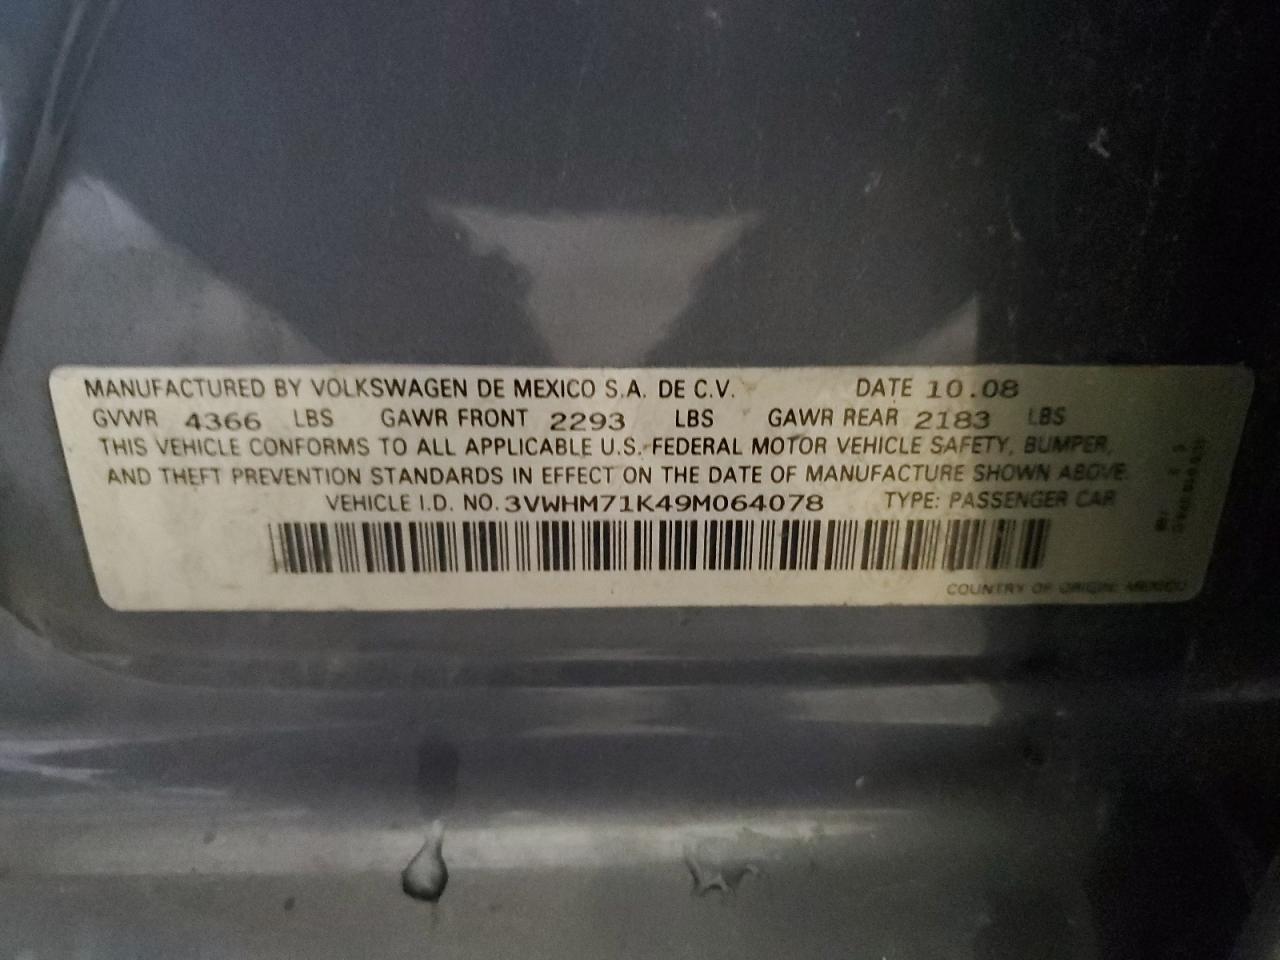 MANUFACTURED BY VOLKSWAGEN DE MEXICO S.A. DE C.V. DATE 10.08
GVWR 4366 LBS GAWR FRONT 2293 LBS GAWR REAR 2183 LBS
THIS VEHICLE CONFORMS TO ALL APPLICABLE U.S. FEDERAL MOTOR VEHICLE SAFETY, BUMPER,
AND THEFT PREVENTION STANDARDS IN EFFECT ON THE DATE OF MANUFACTURE SHOWN ABOVE.
VEHICLE I.D. NO. 3VWHM71K49M064078 TYPE: PASSENGER CAR
COUNTRY OF ORIGIN: MEXICO